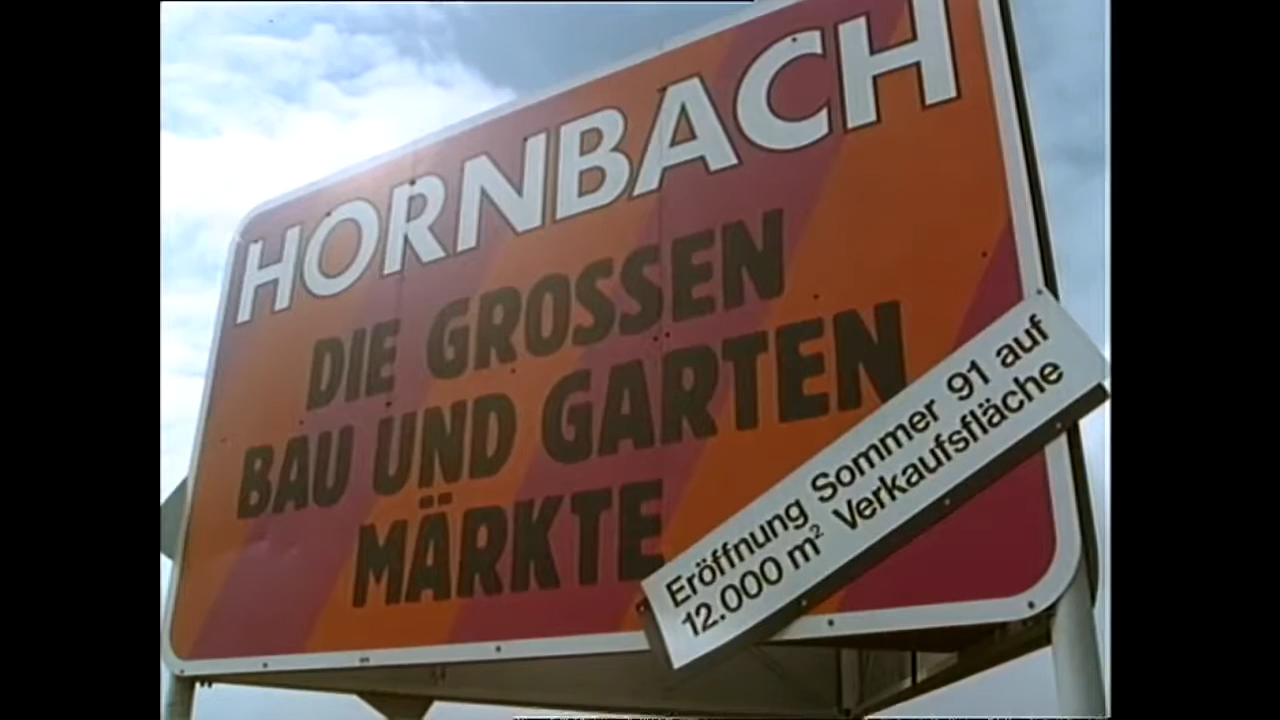 HORNBACH
DIE GROSSEN
BAU UND GARTEN
MÄRKTE
Eröffnung Sommer 91 auf
12.000 m² Verkaufsfläche